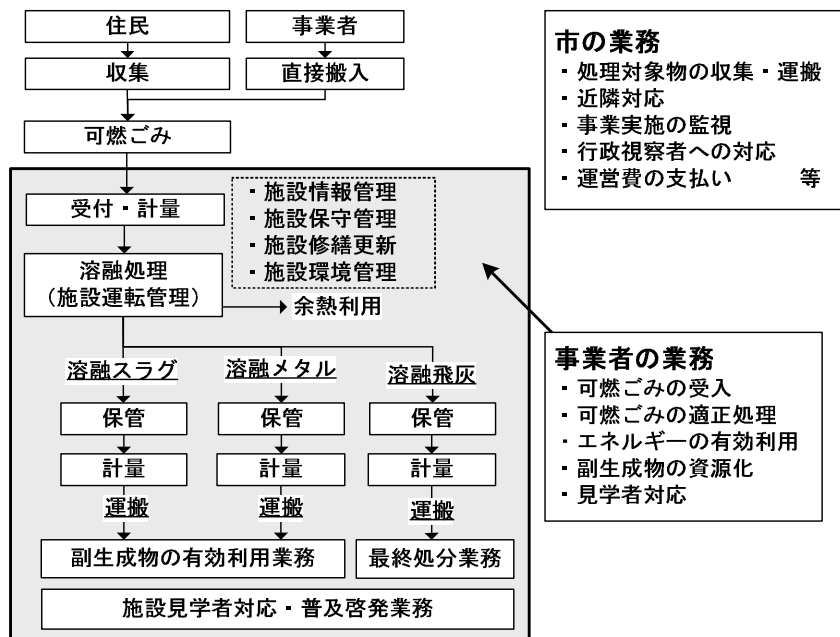 住民
事業者
収集
直接搬入
可燃ごみ
受付・計量
・施設情報管理
・施設保守管理
・施設修繕更新
・施設環境管理
溶融処理
（施設運転管理）
余熱利用
溶融スラグ
溶融メタル
溶融飛灰
保管
保管
保管
計量
計量
計量
運搬
運搬
運搬
副生成物の有効利用業務
最終処分業務
施設見学者対応・普及啓発業務
市の業務
・処理対象物の収集・運搬
・近隣対応
・事業実施の監視
・行政視察者への対応
・運営費の支払い　　　等
事業者の業務
・可燃ごみの受入
・可燃ごみの適正処理
・エネルギーの有効利用
・副生成物の資源化
・見学者対応